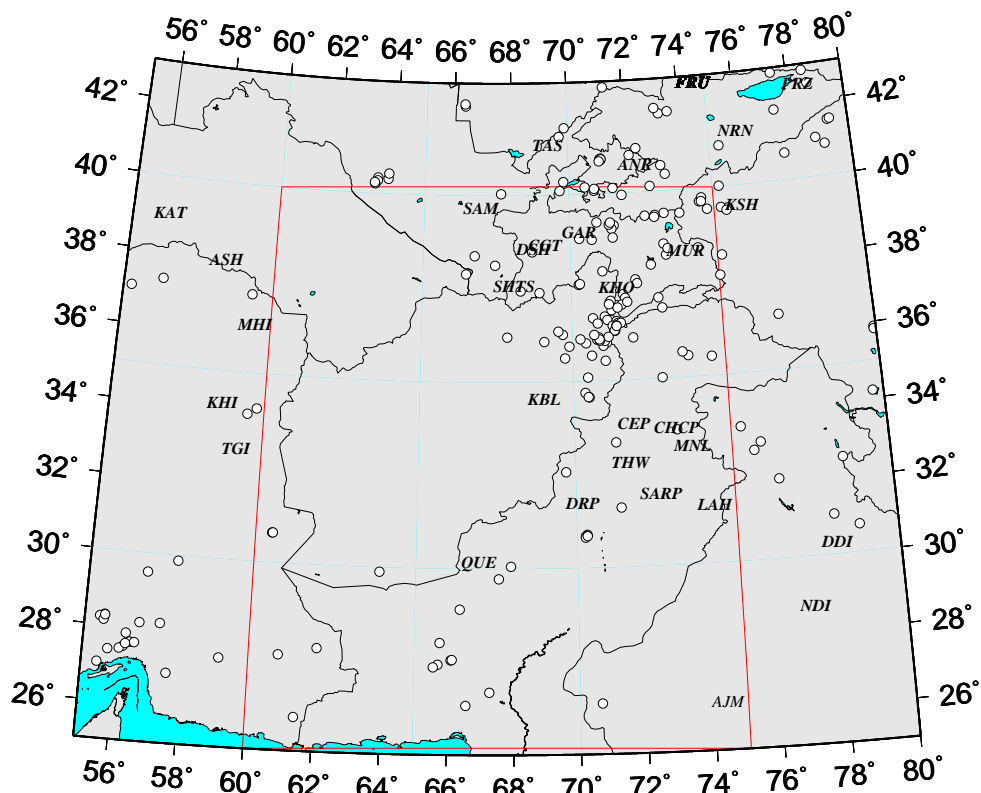 56° 58° 60° 62° 64° 66° 68° 70° 72° 74° 76° 78° 80°
42° 42°
40° 40°
38° 38°
36° 36°
34° 34°
32° 32°
30° 30°
28° 28°
26° 26°
PRZ
NRN
TAS
ANR
KSH
SAM
KAT
GAR
DSH
CGT
MUR
ASH
SHTS
KHO
MHI
KHI
KBL
CEP
CHCP
MNL
TGI
THW
SARP
DRP
LAH
DDI
QUE
NDI
AJM
56° 58° 60° 62° 64° 66° 68° 70° 72° 74° 76° 78° 80°